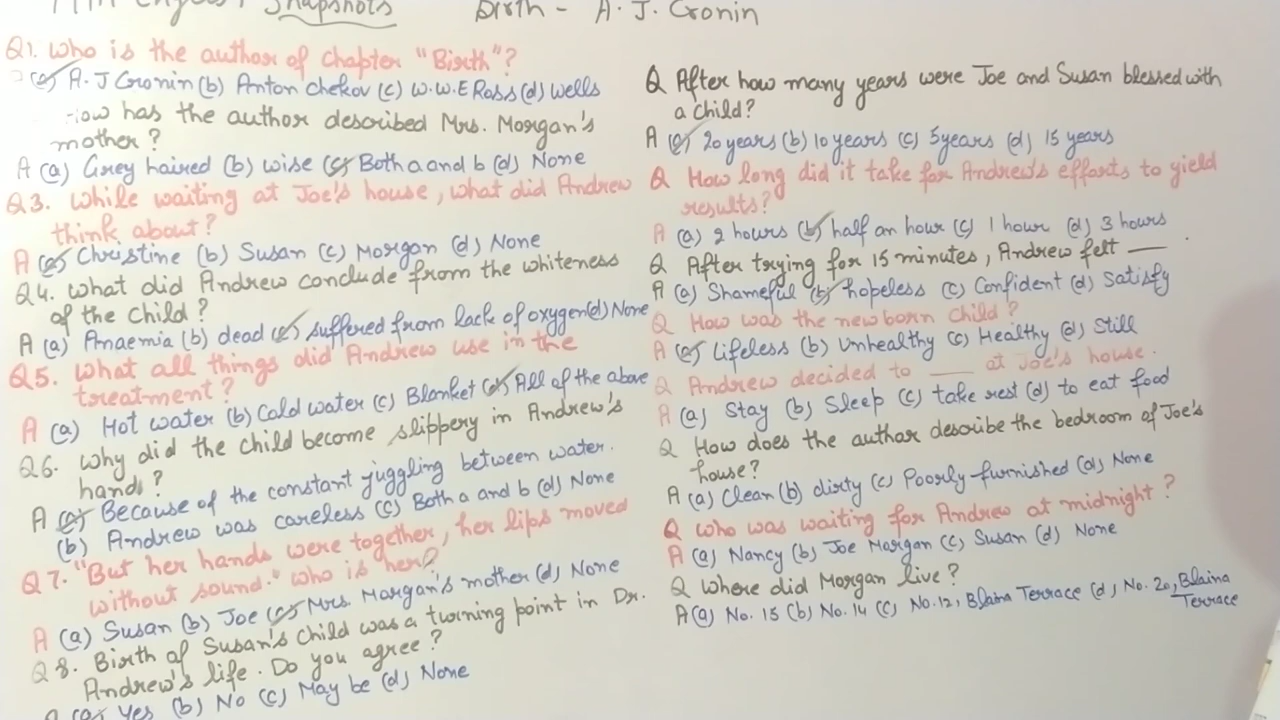 Snapshots Birth - A. J. Cronin
Q1. Who is the author of chapter "Birth"?
(a) A. J Cronin (b) Anton Chekov (c) W. W. E Ross (d) Wells
How has the author described Mrs. Morgan's
mother?
A (a) Grey haired (b) wise (c) Both a and b (d) None
Q3. While waiting at Joe's house, what did Andrew
think about?
A (a) Christine (b) Susan (c) Morgan (d) None
Q4. What did Andrew conclude from the whiteness
of the child?
A (a) Anaemia (b) dead (c) suffered from lack of oxygen (d) None
Q5. What all things did Andrew use in the
treatment?
A (a) Hot water (b) Cold water (c) Blanket (d) All of the above
Q6. Why did the child become slippery in Andrew's
hand?
A (a) Because of the constant juggling between water.
(b) Andrew was careless (c) Both a and b (d) None
Q7. "But her hands were together, her lips moved
without sound." Who is her?
A (a) Susan (b) Joe (c) Mrs. Morgan's mother (d) None
Q8. Birth of Susan's child was a turning point in Dr.
Andrew's life. Do you agree?
(a) Yes (b) No (c) May be (d) None
Q After how many years were Joe and Susan blessed with
a child?
A (a) 20 years (b) 10 years (c) 5 years (d) 15 years
Q How long did it take for Andrew's efforts to yield
results?
A (a) 2 hours (b) half an hour (c) 1 hour (d) 3 hours
Q After trying for 15 minutes, Andrew felt ___
A (a) Shameful (b) hopeless (c) Confident (d) Satisfy
Q How was the newborn child?
A (a) Lifeless (b) Unhealthy (c) Healthy (d) Still
Q Andrew decided to ___ at Joe's house.
A (a) Stay (b) Sleep (c) take rest (d) to eat food
Q How does the author describe the bedroom of Joe's
house?
A (a) Clean (b) dirty (c) Poorly-furnished (d) None
Q Who was waiting for Andrew at midnight?
A (a) Nancy (b) Joe Morgan (c) Susan (d) None
Q Where did Morgan live?
A (a) No. 15 (b) No. 14 (c) No. 12, Blaina Terrace (d) No. 20, Blaina
Terrace